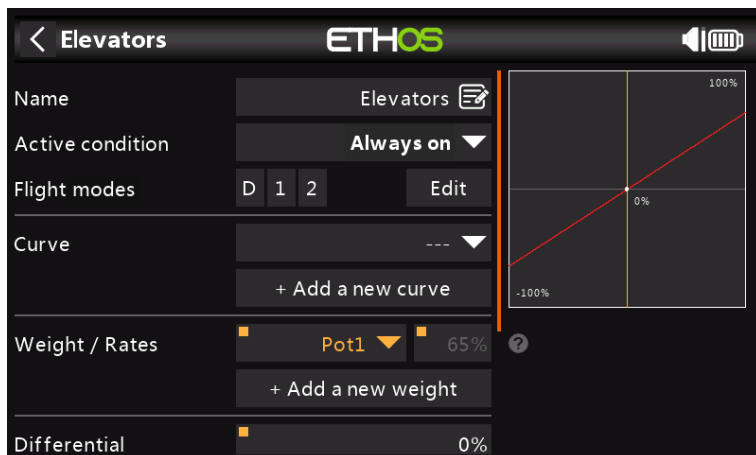 Elevators ETHOS
Name Elevators
Active condition Always on
Flight modes D 1 2 Edit
Curve ---
+ Add a new curve
Weight / Rates Pot1 65%
+ Add a new weight
Differential 0%
100%
0%
-100%
?